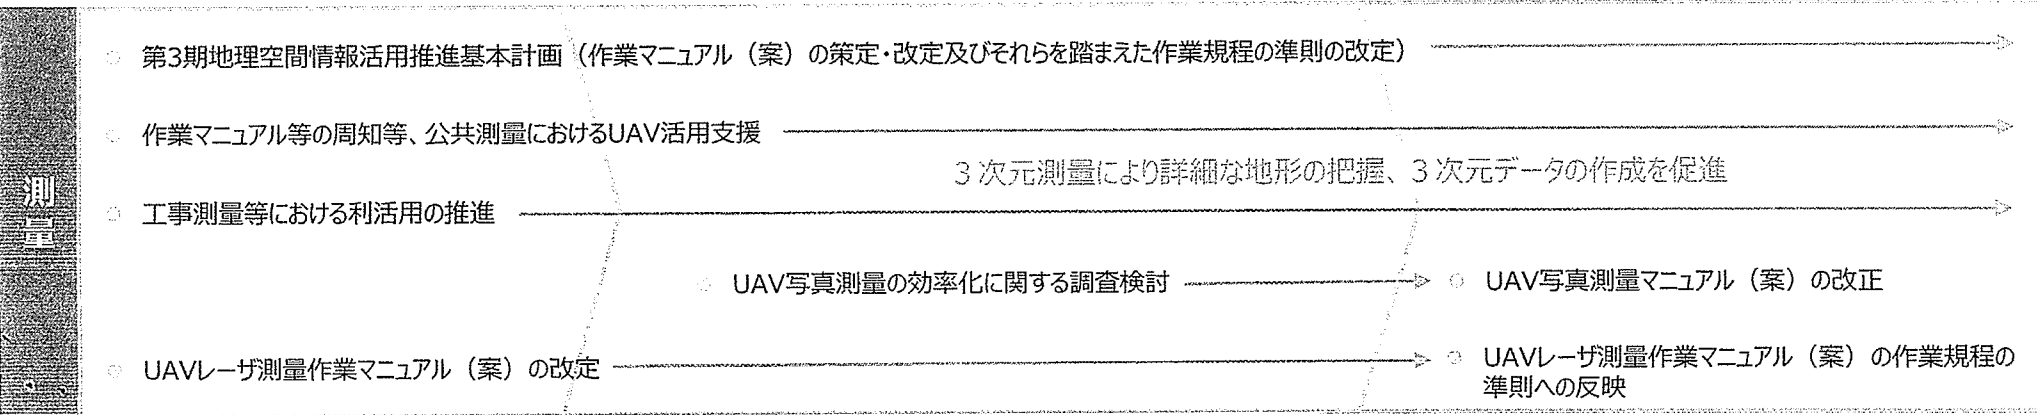 測量
第3期地理空間情報活用推進基本計画（作業マニュアル（案）の策定・改定及びそれらを踏まえた作業規程の準則の改定）
作業マニュアル等の周知等、公共測量におけるUAV活用支援
3次元測量により詳細な地形の把握、3次元データの作成を促進
工事測量等における利活用の推進
UAV写真測量の効率化に関する調査検討
UAV写真測量マニュアル（案）の改正
UAVレーザ測量作業マニュアル（案）の改定
UAVレーザ測量作業マニュアル（案）の作業規程の
準則への反映